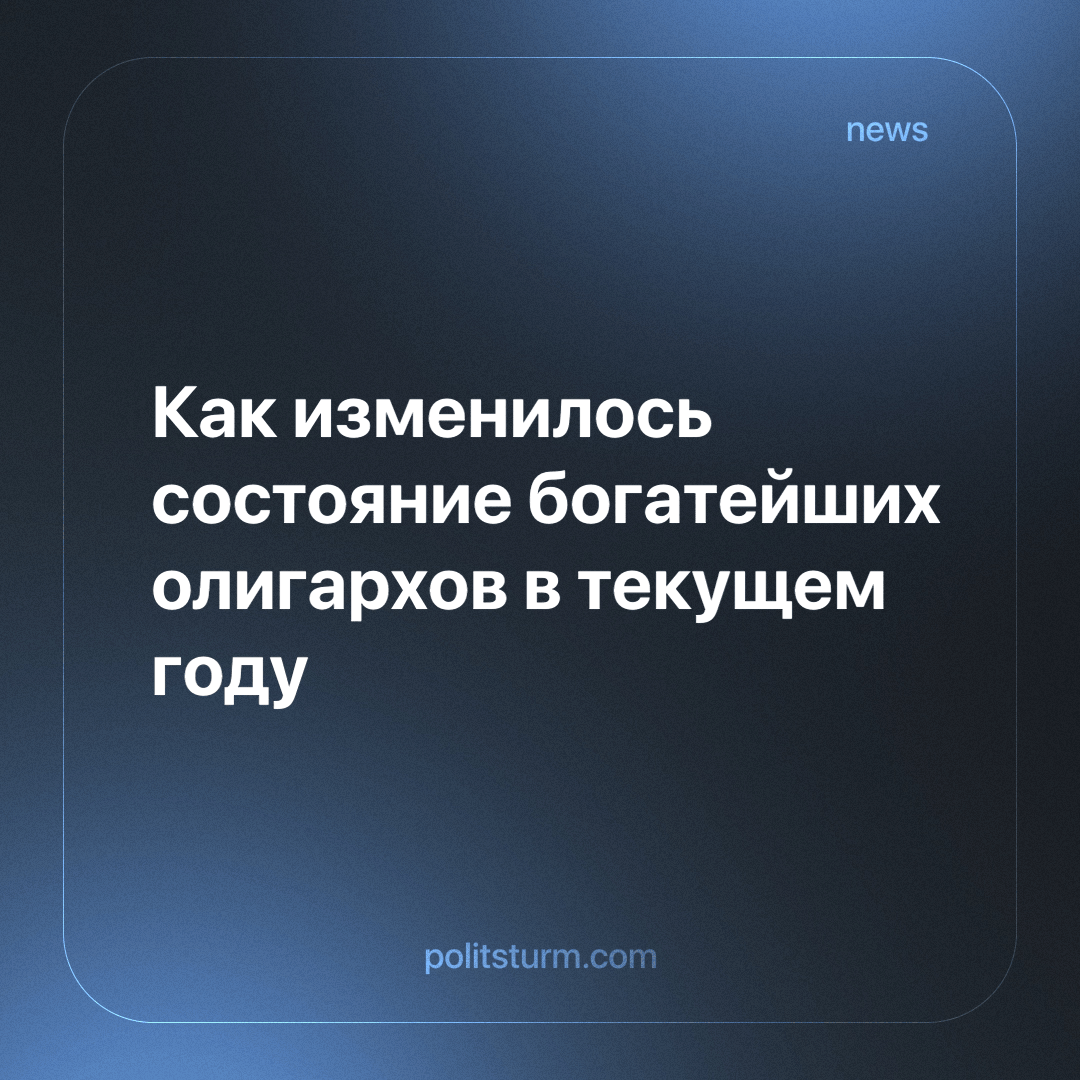 news
Как изменилось
состояние богатейших
олигархов в текущем
году
politsturm.com